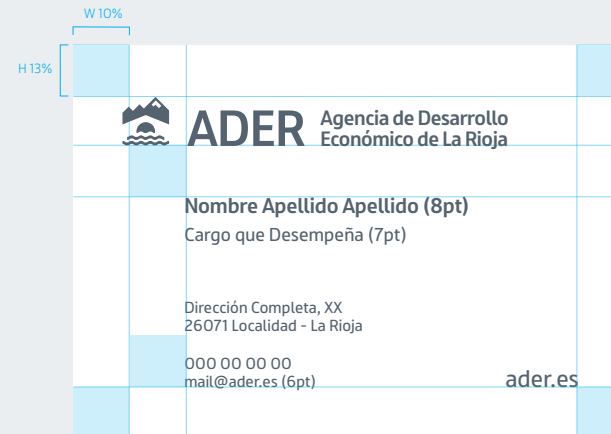 W 10%
H 13%
ADER
Agencia de Desarrollo
Económico de La Rioja
Nombre Apellido Apellido (8pt)
Cargo que Desempeña (7pt)
Dirección Completa, XX
26071 Localidad - La Rioja
000 00 00 00
mail@ader.es (6pt)
ader.es